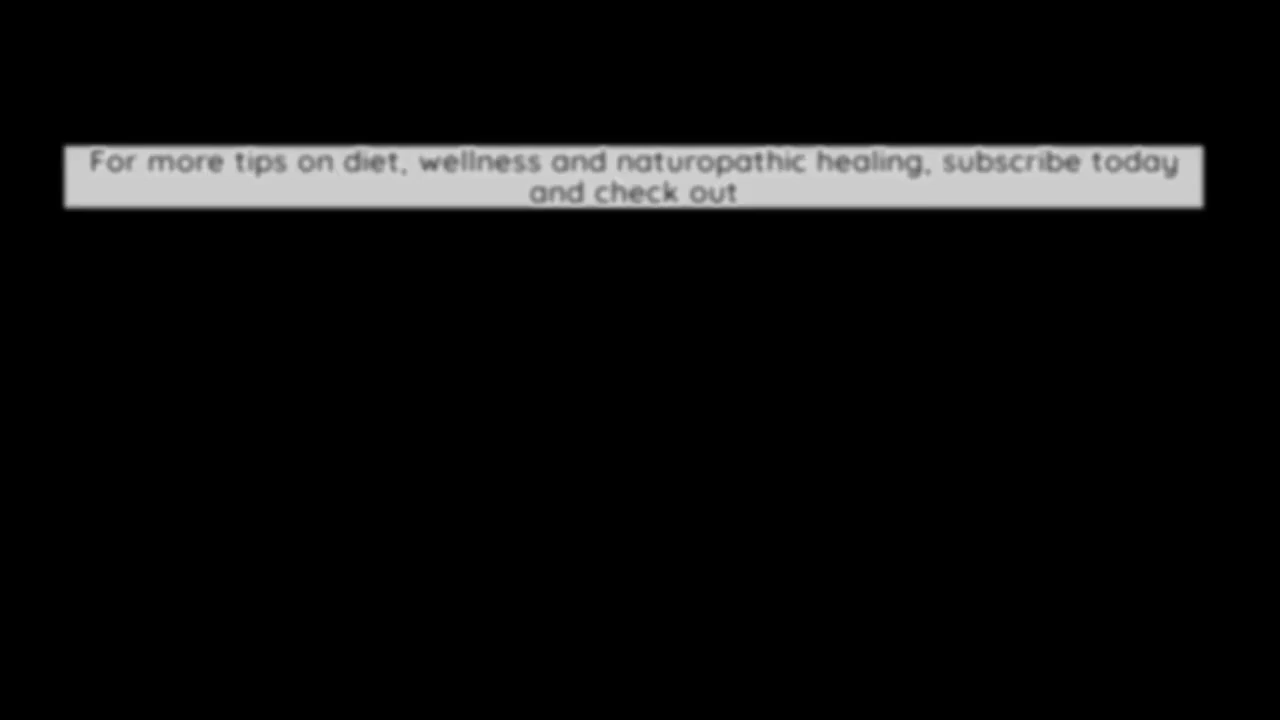 For more tips on diet, wellness and naturopathic healing, subscribe today
and check out